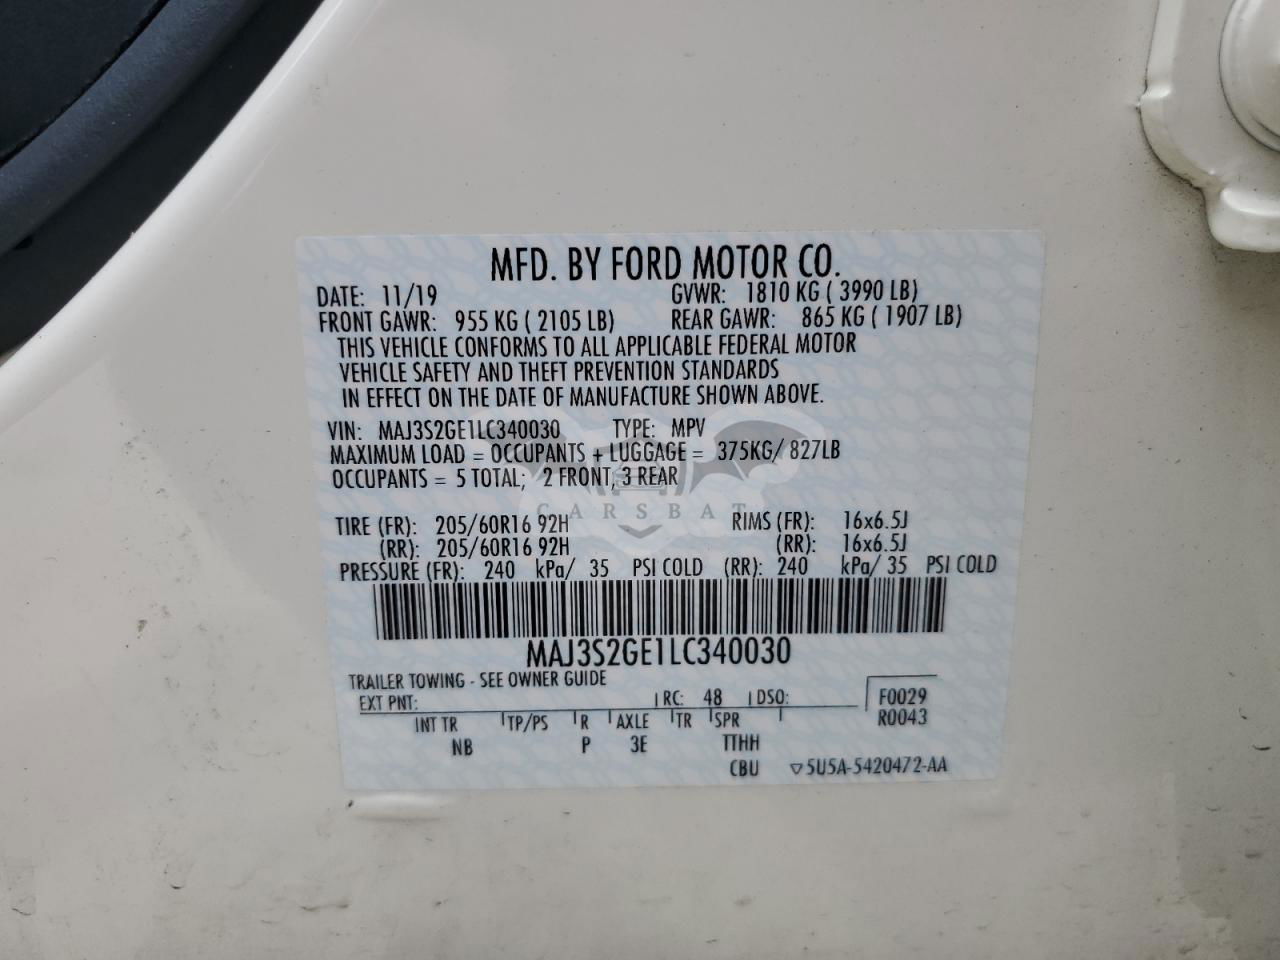 MFD. BY FORD MOTOR CO.
DATE: 11/19 GVWR: 1810 KG ( 3990 LB)
FRONT GAWR: 955 KG ( 2105 LB) REAR GAWR: 865 KG ( 1907 LB)
THIS VEHICLE CONFORMS TO ALL APPLICABLE FEDERAL MOTOR
VEHICLE SAFETY AND THEFT PREVENTION STANDARDS
IN EFFECT ON THE DATE OF MANUFACTURE SHOWN ABOVE.
VIN: MAJ3S2GE1LC340030 TYPE: MPV
MAXIMUM LOAD = OCCUPANTS + LUGGAGE = 375KG/ 827LB
OCCUPANTS = 5 TOTAL; 2 FRONT, 3 REAR
CARSBAT
TIRE (FR): 205/60R16 92H RIMS (FR): 16x6.5J
(RR): 205/60R16 92H (RR): 16x6.5J
PRESSURE (FR): 240 kPa/ 35 PSI COLD (RR): 240 kPa/ 35 PSI COLD
MAJ3S2GE1LC340030
TRAILER TOWING - SEE OWNER GUIDE
EXT PNT: RC: 48 DSO: F0029
INT TR TP/PS R AXLE TR SPR R0043
NB P 3E TTHH
CBU ▽5U5A-5420472-AA